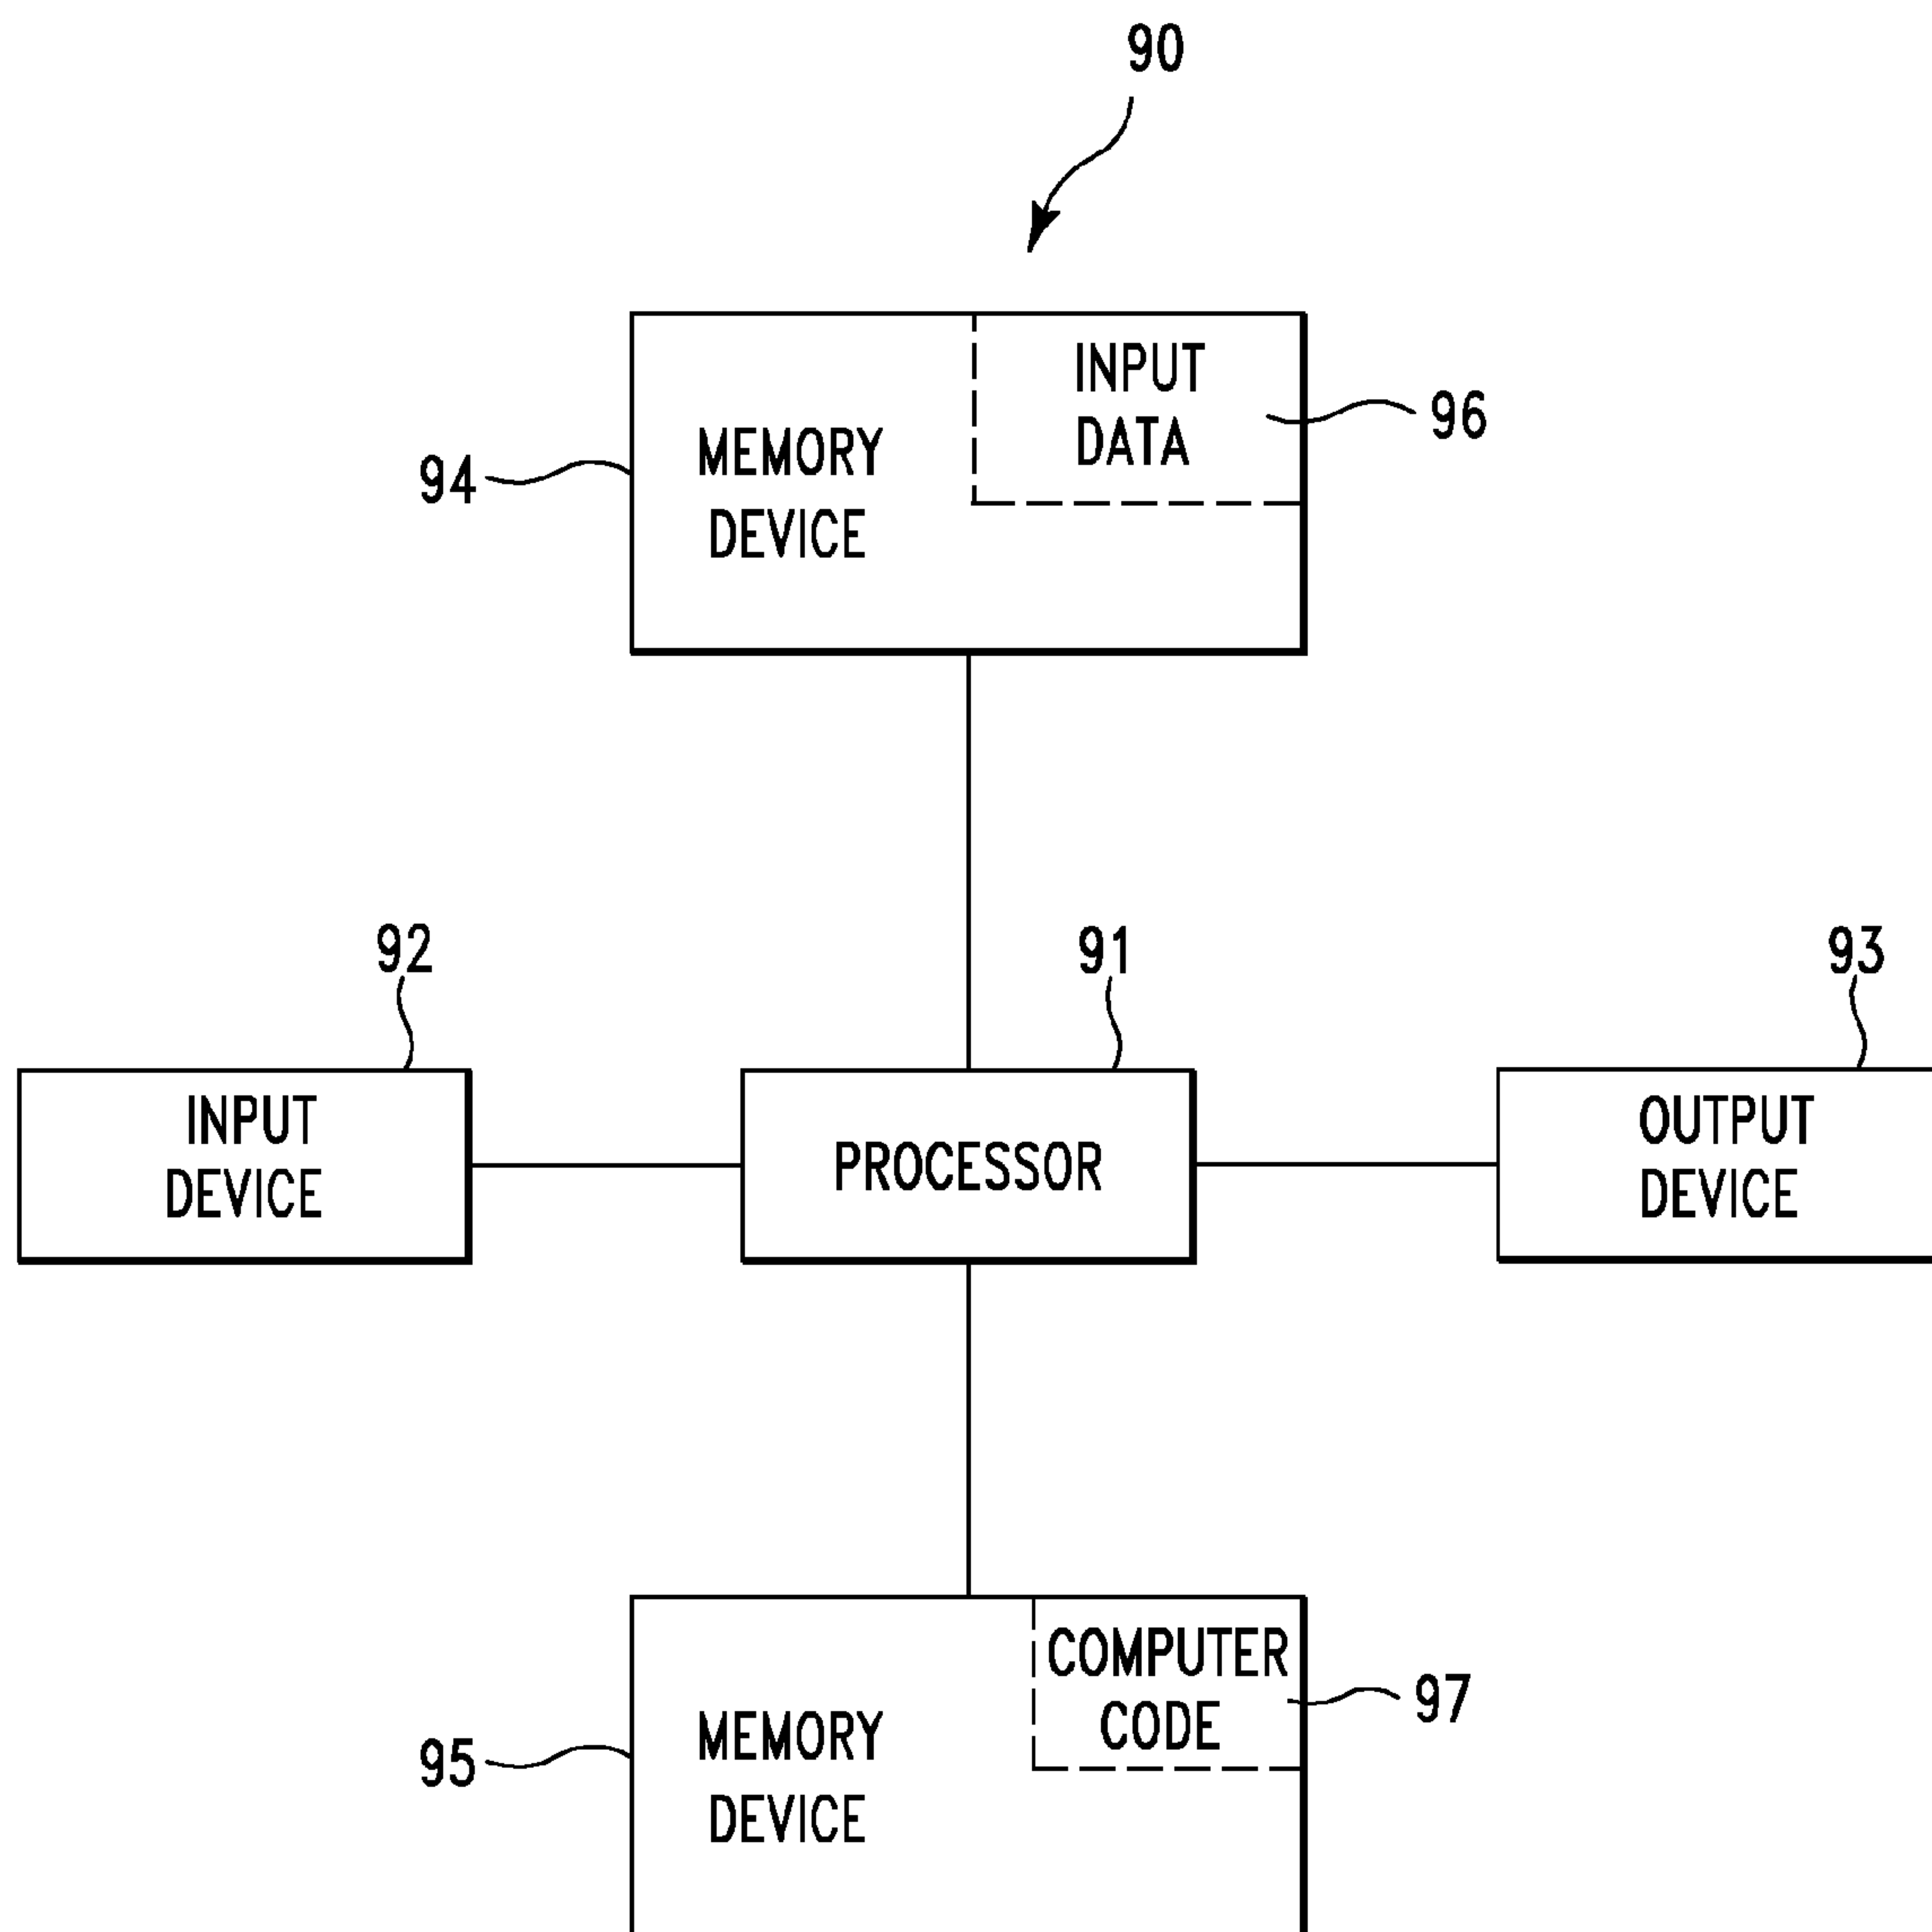 90
INPUT
DATA
96
MEMORY
DEVICE
94
92
91
93
INPUT
DEVICE
PROCESSOR
OUTPUT
DEVICE
COMPUTER
CODE
97
MEMORY
DEVICE
95